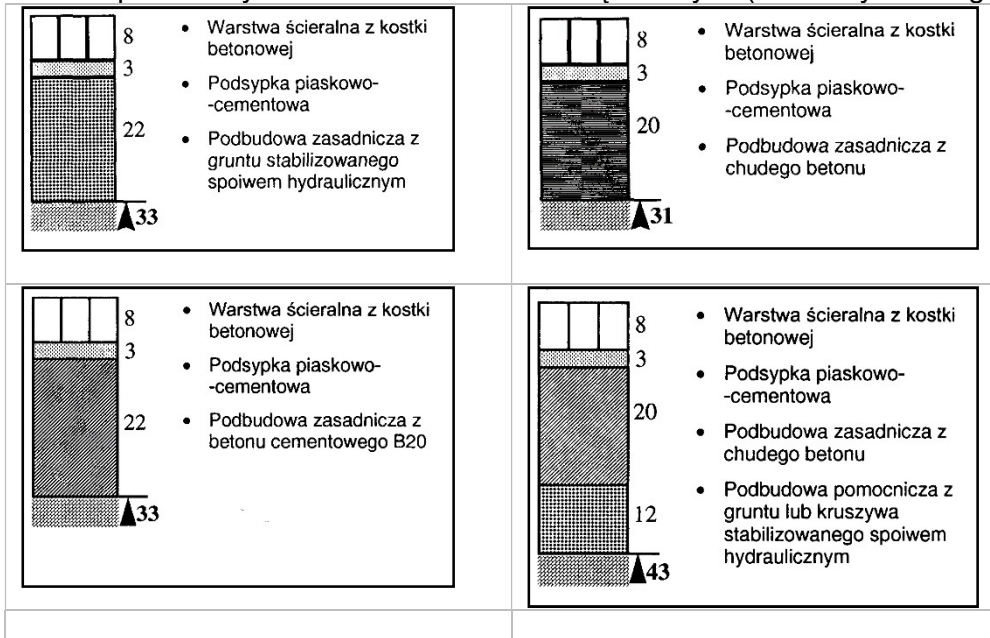 8
3
22
33
• Warstwa ścieralna z kostki
betonowej
• Podsypka piaskowo-
-cementowa
• Podbudowa zasadnicza z
gruntu stabilizowanego
spoiwem hydraulicznym
8
3
20
31
• Warstwa ścieralna z kostki
betonowej
• Podsypka piaskowo-
-cementowa
• Podbudowa zasadnicza z
chudego betonu
8
3
22
33
• Warstwa ścieralna z kostki
betonowej
• Podsypka piaskowo-
-cementowa
• Podbudowa zasadnicza z
betonu cementowego B20
8
3
20
12
43
• Warstwa ścieralna z kostki
betonowej
• Podsypka piaskowo-
-cementowa
• Podbudowa zasadnicza z
chudego betonu
• Podbudowa pomocnicza z
gruntu lub kruszywa
stabilizowanego spoiwem
hydraulicznym